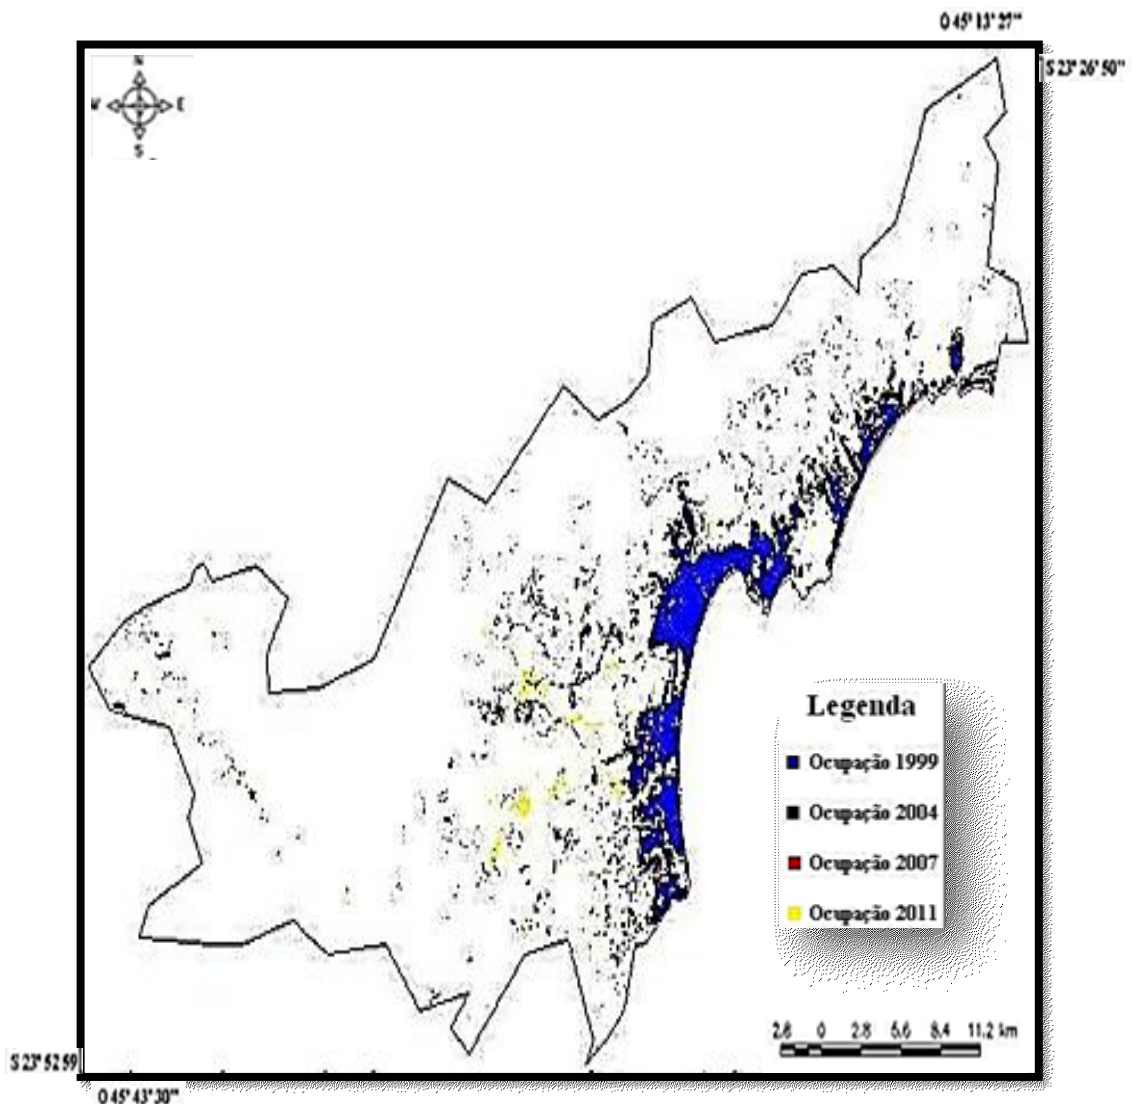 O 45° 13' 27"
S 23° 26' 50"
N
W E
S
Legenda
Ocupação 1999
Ocupação 2004
Ocupação 2007
Ocupação 2011
2.8 0 2.8 5.6 8.4 11.2 km
S 23° 52 59
O 45° 43' 30"